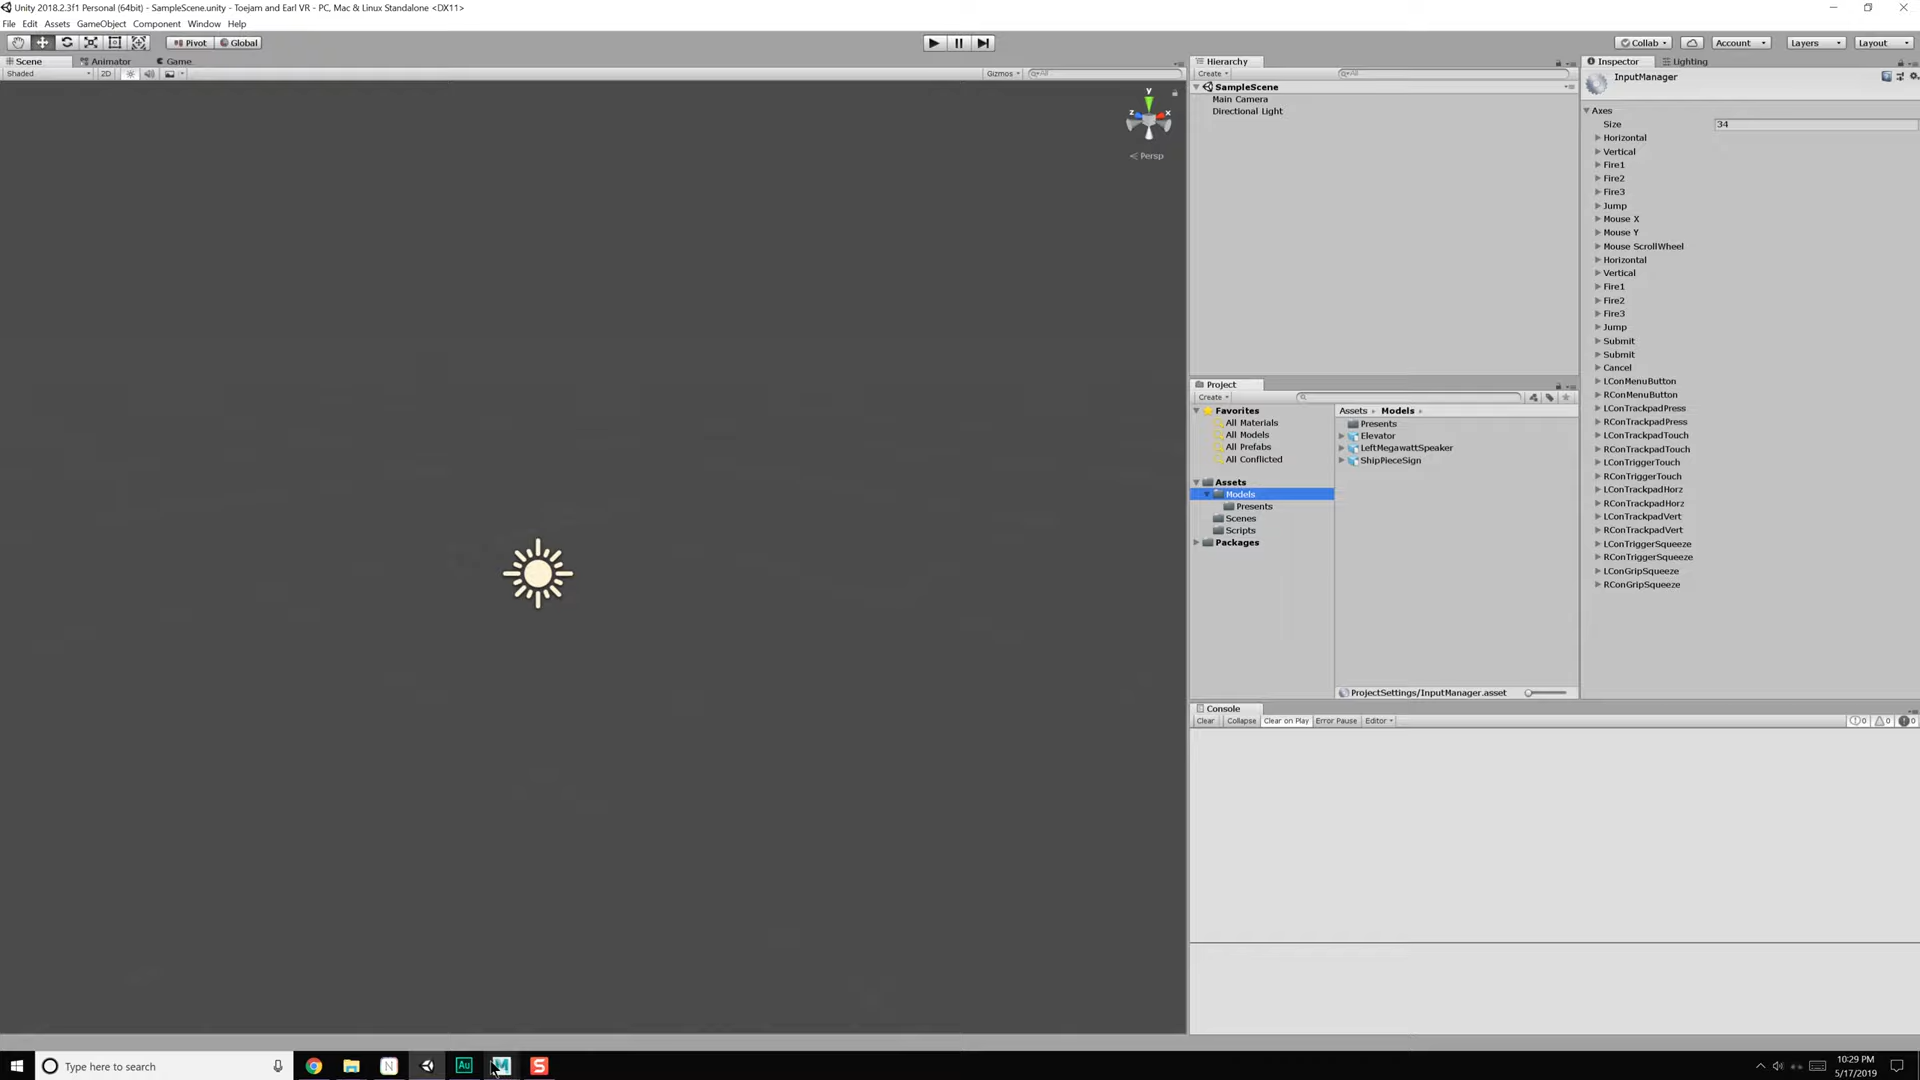 Unity 2018.2.3f1 Personal (64bit) - SampleScene.unity - Toejam and Earl VR - PC, Mac & Linux Standalone <DX11>
File Edit Assets GameObject Component Window Help
Pivot Global Collab Account Layers Layout
Scene Animator Game
Shaded 2D Gizmos All
y
z x
Persp
Hierarchy
Create All
SampleScene
Main Camera
Directional Light
Project
Create
Favorites
All Materials
All Models
All Prefabs
All Conflicted
Assets
Models
Presents
Scenes
Scripts
Packages
Assets Models
Presents
Elevator
LeftMegawattSpeaker
ShipPieceSign
ProjectSettings/InputManager.asset
Console
Clear Collapse Clear on Play Error Pause Editor 0 0 0
Inspector Lighting
InputManager
Axes
Size 34
Horizontal
Vertical
Fire1
Fire2
Fire3
Jump
Mouse X
Mouse Y
Mouse ScrollWheel
Horizontal
Vertical
Fire1
Fire2
Fire3
Jump
Submit
Submit
Cancel
LConMenuButton
RConMenuButton
LConTrackpadPress
RConTrackpadPress
LConTrackpadTouch
RConTrackpadTouch
LConTriggerTouch
RConTriggerTouch
LConTrackpadHorz
RConTrackpadHorz
LConTrackpadVert
RConTrackpadVert
LConTriggerSqueeze
RConTriggerSqueeze
LConGripSqueeze
RConGripSqueeze
Type here to search
N Au M S
10:29 PM
5/17/2019